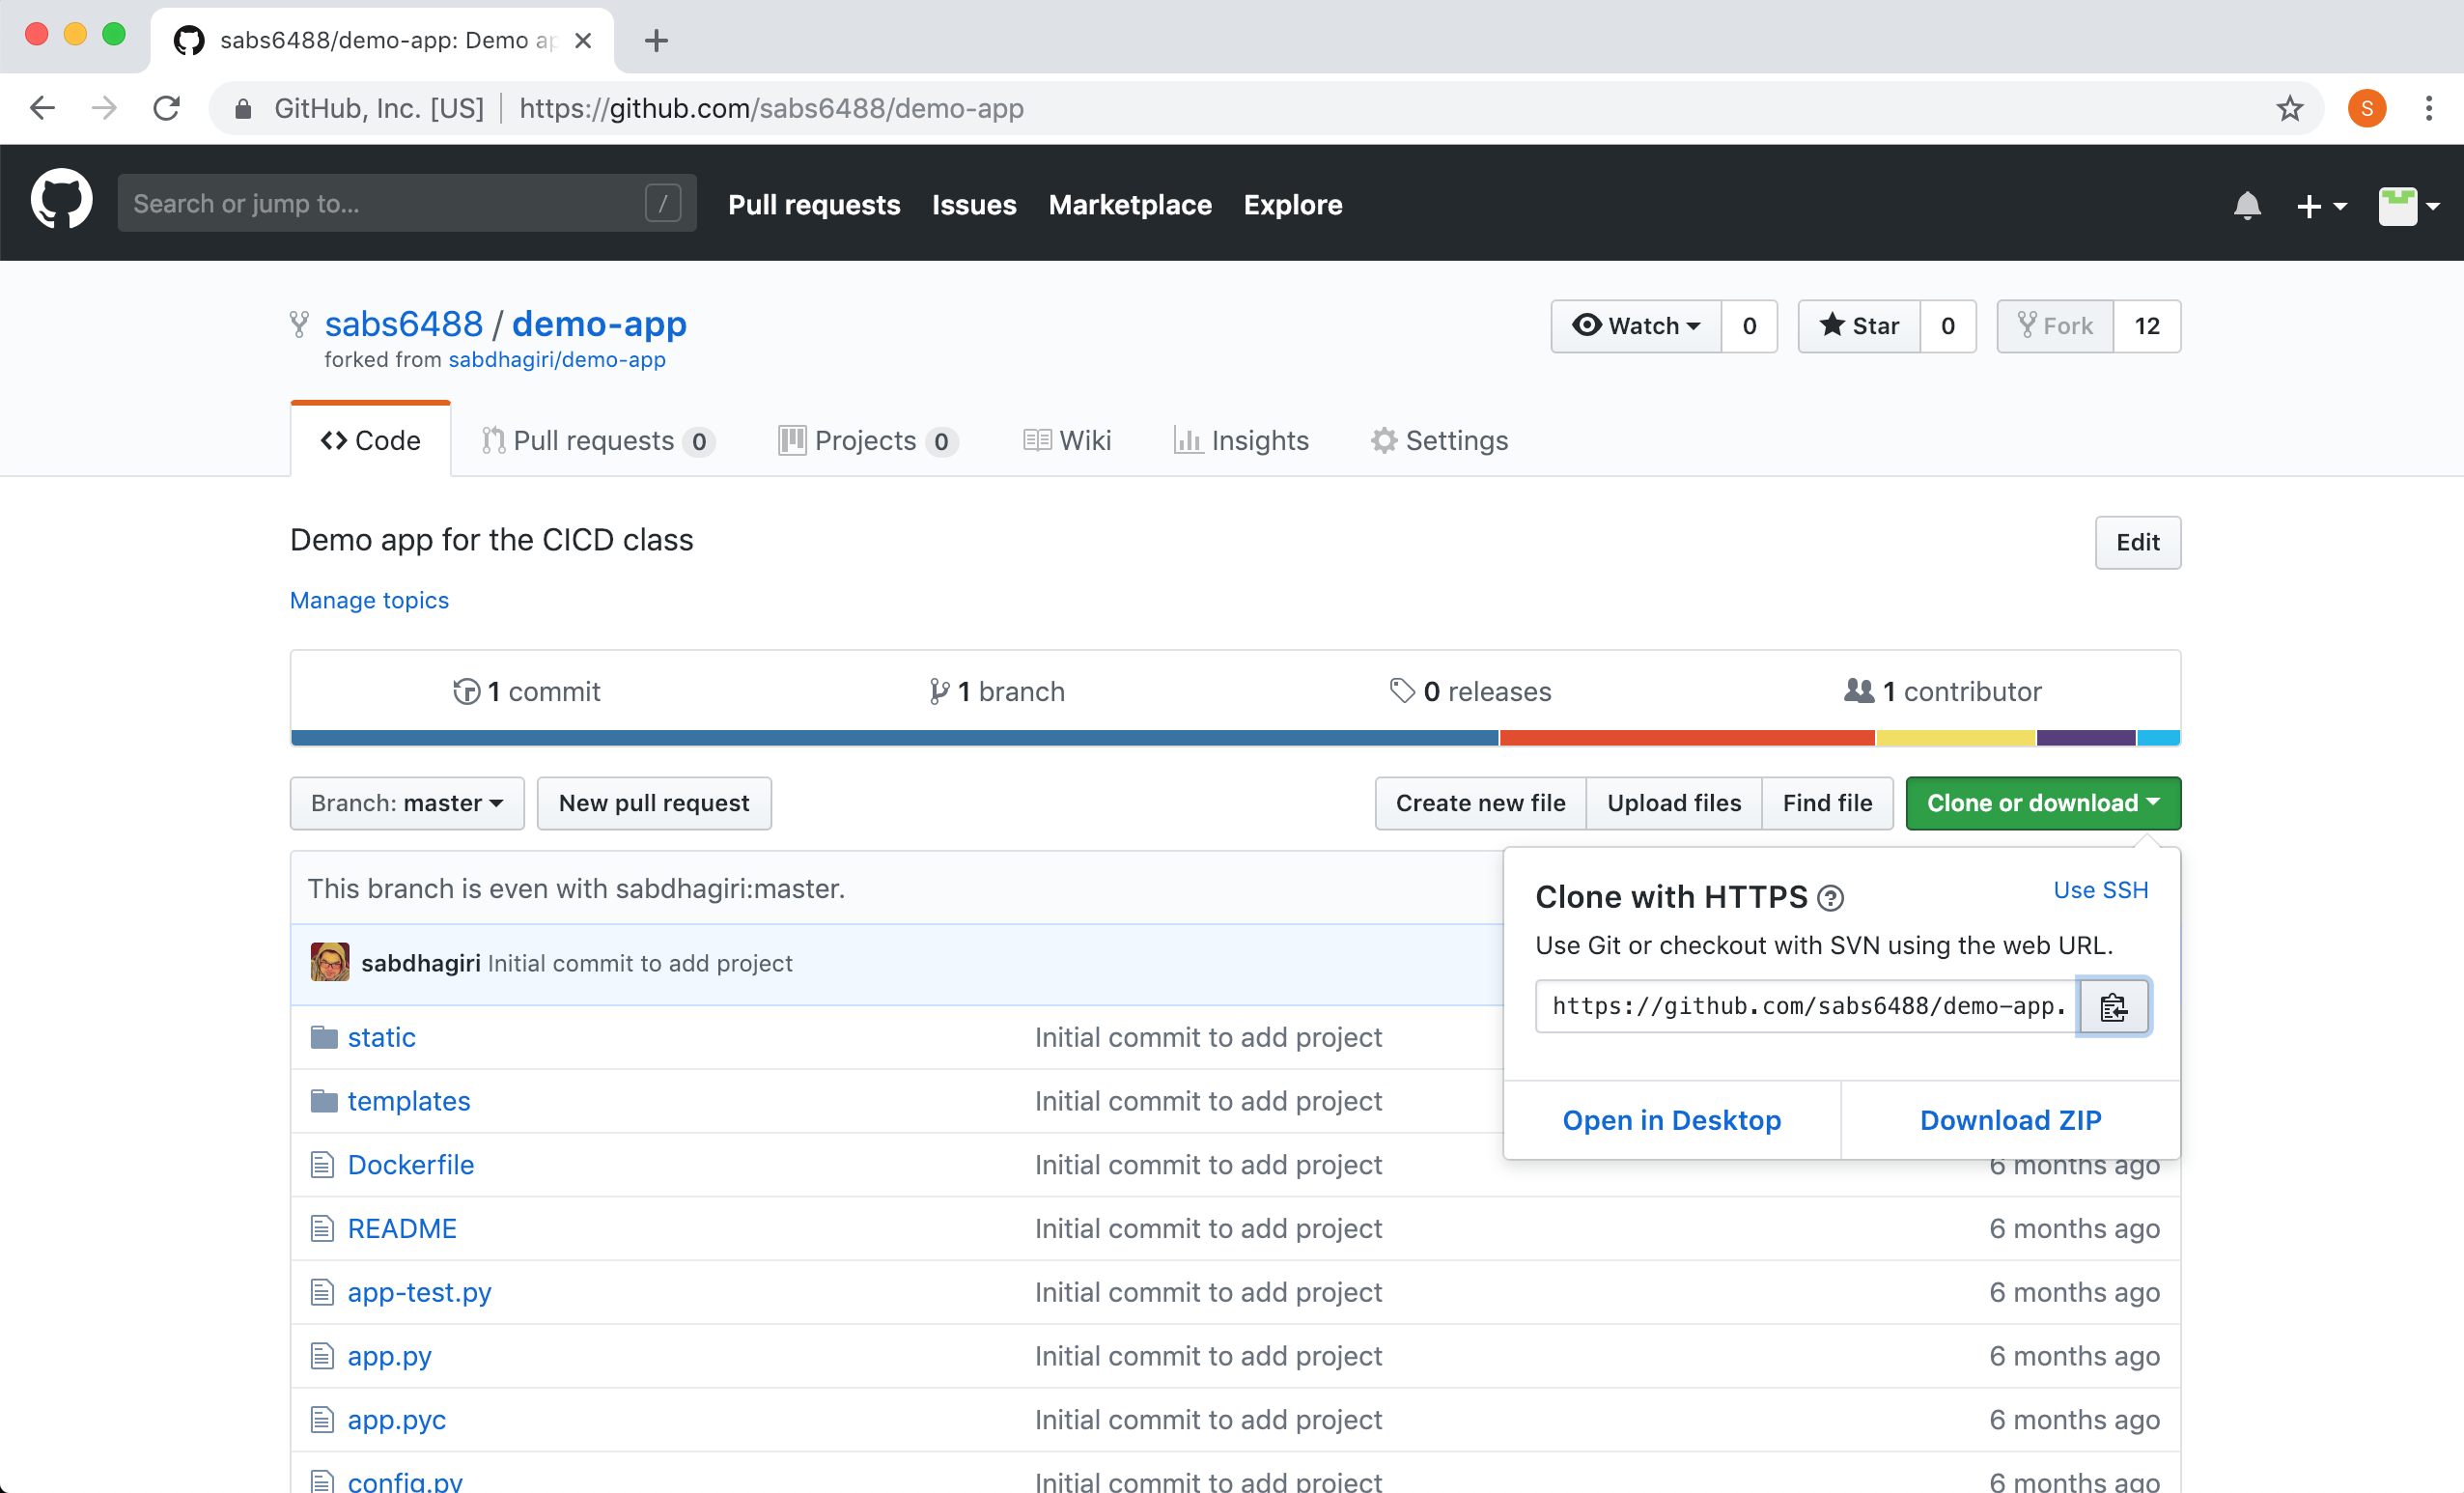 sabs6488/demo-app: Demo ap
GitHub, Inc. [US] https://github.com/sabs6488/demo-app
S
Search or jump to... /
Pull requests Issues Marketplace Explore
sabs6488 / demo-app
forked from sabdhagiri/demo-app
Watch 0 Star 0 Fork 12
Code Pull requests 0 Projects 0 Wiki Insights Settings
Demo app for the CICD class
Edit
Manage topics
1 commit 1 branch 0 releases 1 contributor
Branch: master New pull request Create new file Upload files Find file Clone or download
This branch is even with sabdhagiri:master.
Clone with HTTPS ? Use SSH
Use Git or checkout with SVN using the web URL.
https://github.com/sabs6488/demo-app.
Open in Desktop Download ZIP
sabdhagiri Initial commit to add project
static Initial commit to add project
templates Initial commit to add project
Dockerfile Initial commit to add project 6 months ago
README Initial commit to add project 6 months ago
app-test.py Initial commit to add project 6 months ago
app.py Initial commit to add project 6 months ago
app.pyc Initial commit to add project 6 months ago
config.py Initial commit to add project 6 months ago